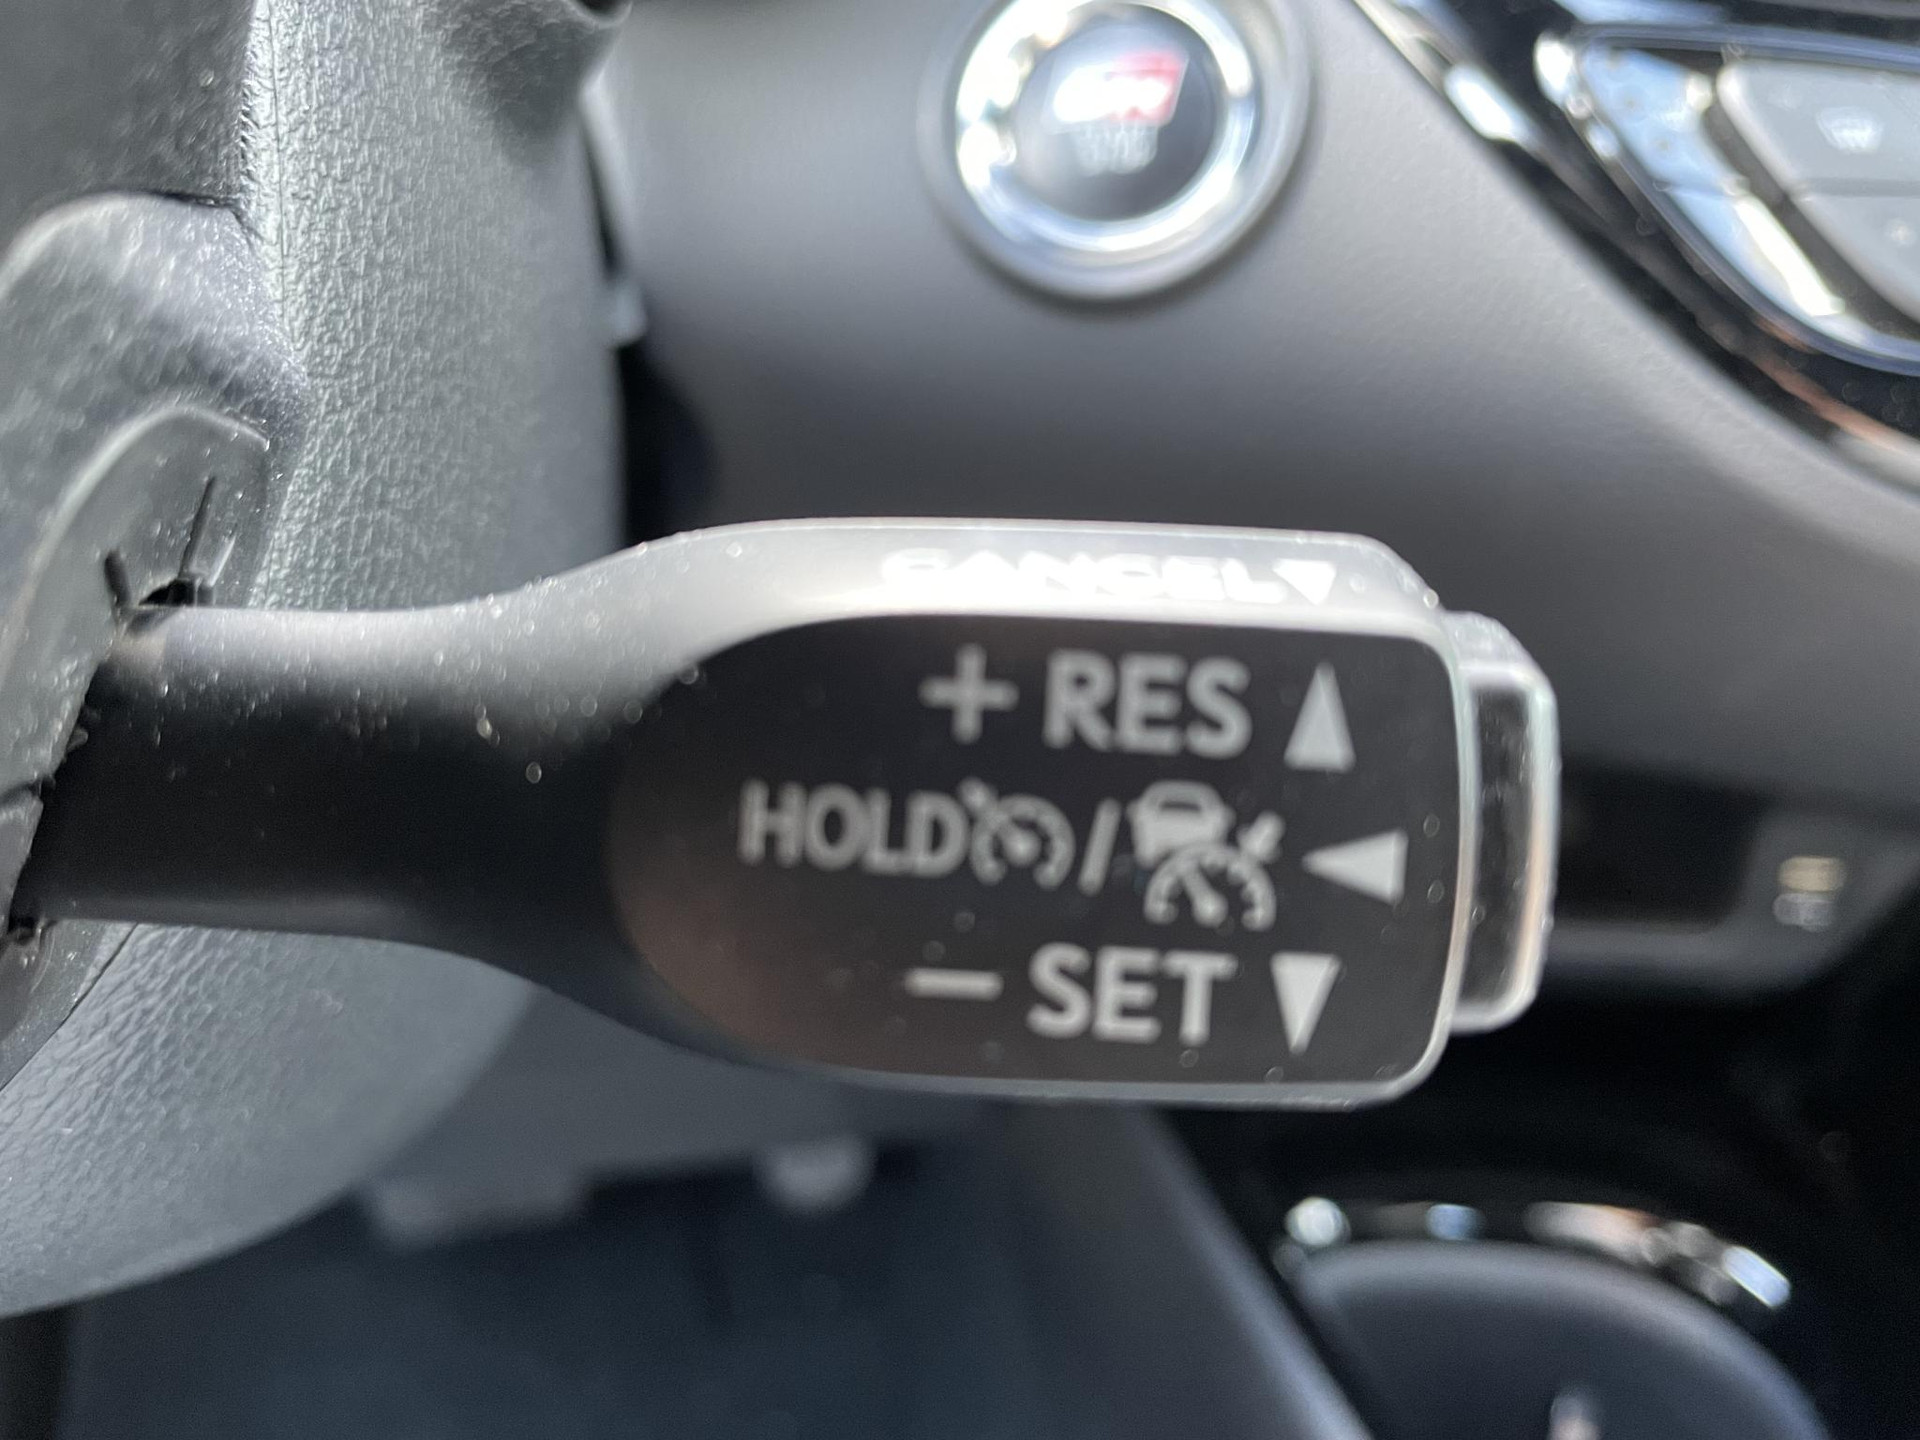 CANCEL▼
+ RES ▲
HOLD / ◀
− SET ▼